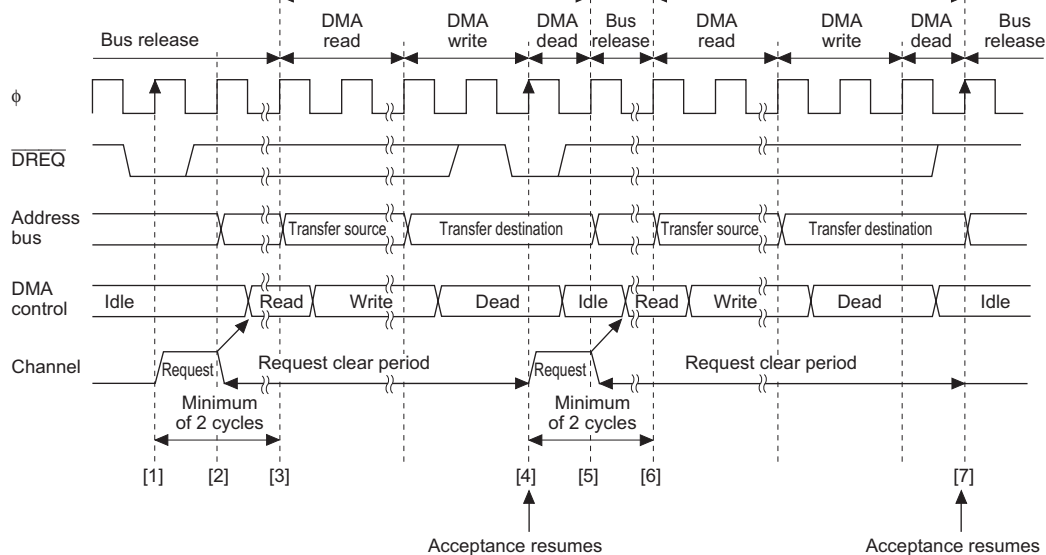 DMA read
DMA write
DMA dead
Bus release
DMA read
DMA write
DMA dead
Bus release
Bus release
ϕ
DREQ
Address bus
Transfer source
Transfer destination
Transfer source
Transfer destination
DMA control
Idle
Read
Write
Dead
Idle
Read
Write
Dead
Idle
Channel
Request
Request clear period
Request
Request clear period
Minimum of 2 cycles
Minimum of 2 cycles
[1]
[2]
[3]
[4]
[5]
[6]
[7]
Acceptance resumes
Acceptance resumes